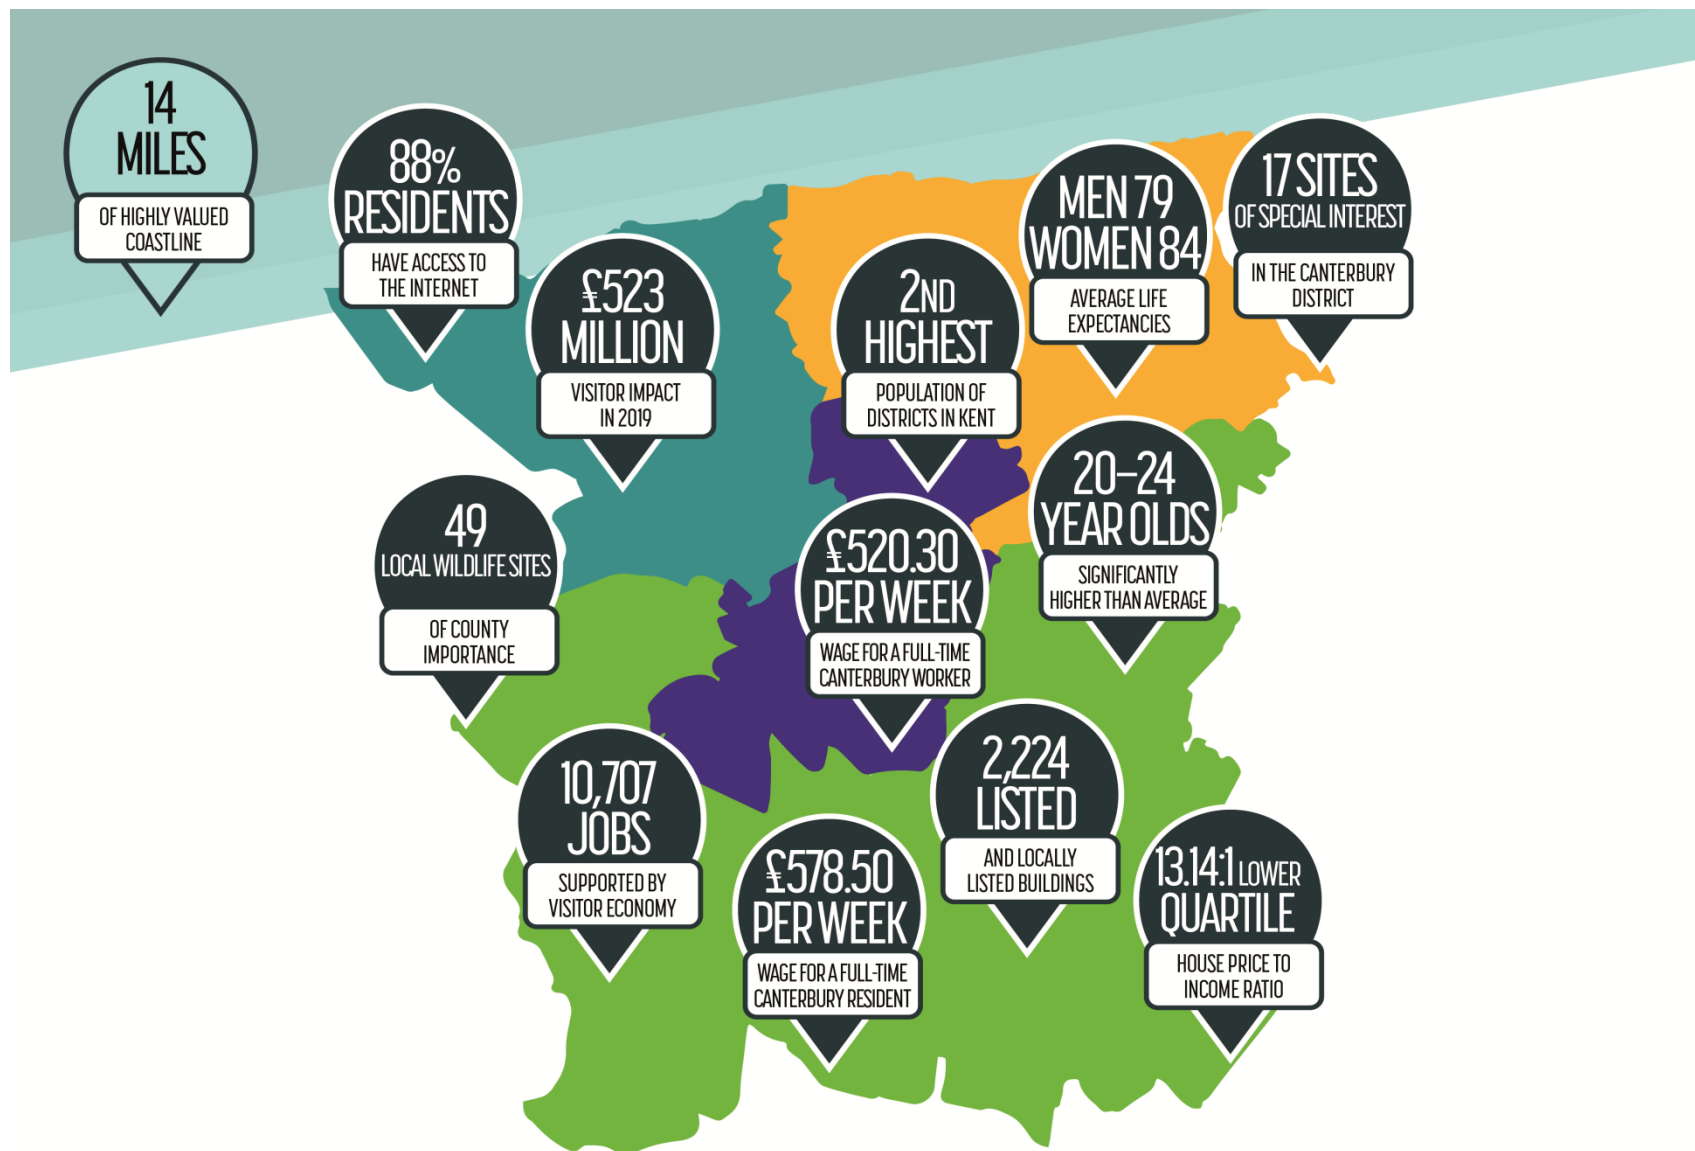 14
MILES
OF HIGHLY VALUED
COASTLINE
88%
RESIDENTS
HAVE ACCESS TO
THE INTERNET
£523
MILLION
VISITOR IMPACT
IN 2019
2ND
HIGHEST
POPULATION OF
DISTRICTS IN KENT
MEN 79
WOMEN 84
AVERAGE LIFE
EXPECTANCIES
17 SITES
OF SPECIAL INTEREST
IN THE CANTERBURY
DISTRICT
49
LOCAL WILDLIFE SITES
OF COUNTY
IMPORTANCE
£520.30
PER WEEK
WAGE FOR A FULL-TIME
CANTERBURY WORKER
20–24
YEAR OLDS
SIGNIFICANTLY
HIGHER THAN AVERAGE
10,707
JOBS
SUPPORTED BY
VISITOR ECONOMY
£578.50
PER WEEK
WAGE FOR A FULL-TIME
CANTERBURY RESIDENT
2,224
LISTED
AND LOCALLY
LISTED BUILDINGS
13.14:1 LOWER
QUARTILE
HOUSE PRICE TO
INCOME RATIO